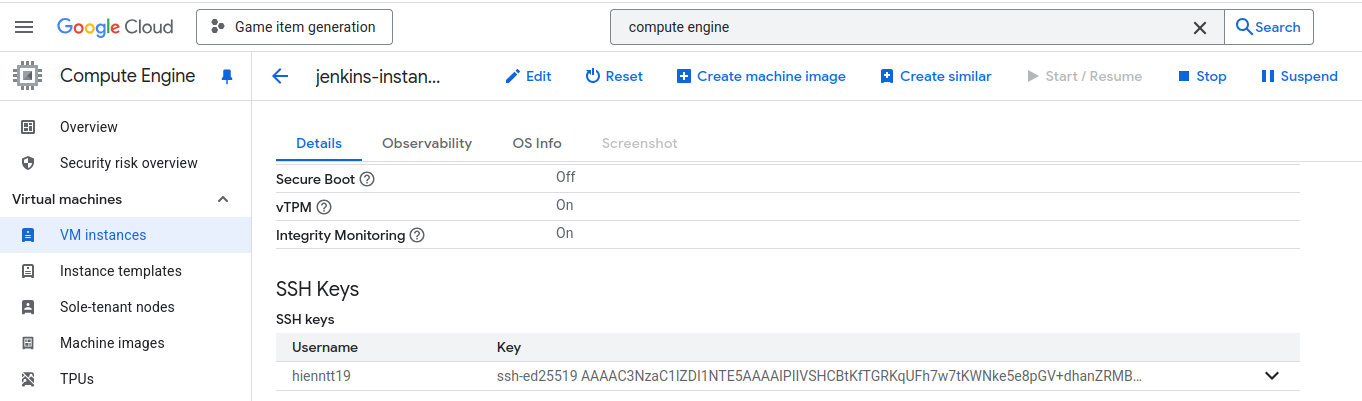 Google Cloud
Game item generation
compute engine
Search
Compute Engine
jenkins-instan...
Edit
Reset
Create machine image
Create similar
Start / Resume
Stop
Suspend
Overview
Security risk overview
Virtual machines
VM instances
Instance templates
Sole-tenant nodes
Machine images
TPUs
Details
Observability
OS Info
Screenshot
Secure Boot Off
vTPM On
Integrity Monitoring On
SSH Keys
SSH keys
Username Key
hienntt19 ssh-ed25519 AAAAC3NzaC1lZDI1NTE5AAAAIPIIVSHCBtKfTGRKqUFh7w7tKWNke5e8pGV+dhanZRMB...